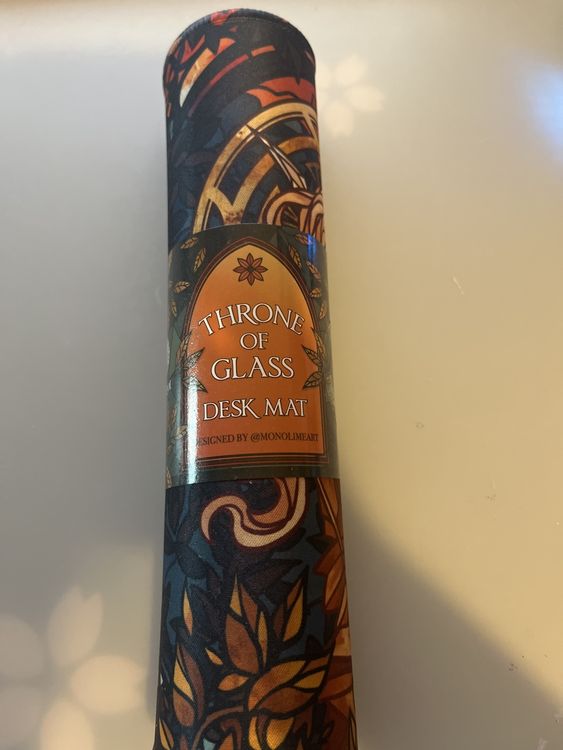 THRONE
OF
GLASS
DESK MAT
DESIGNED BY @MONOLIMEART